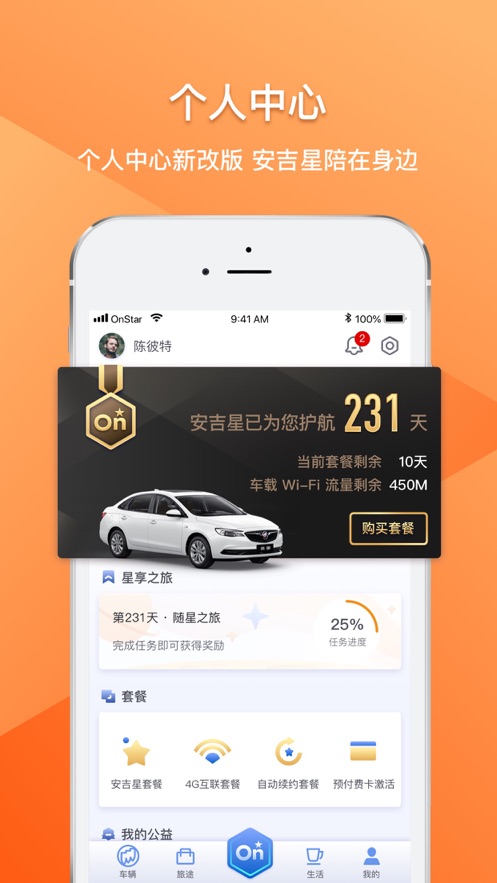 个人中心
个人中心新改版 安吉星陪在身边
OnStar 9:41 AM 100%
陈彼特 2
On
安吉星已为您护航 231 天
当前套餐剩余 10天
车载 Wi-Fi 流量剩余 450M
购买套餐
星享之旅
第231天 · 随星之旅
完成任务即可获得奖励
25%
任务进度
套餐
安吉星套餐 4G互联套餐 自动续约套餐 预付费卡激活
我的公益
On
车辆 旅途 生活 我的